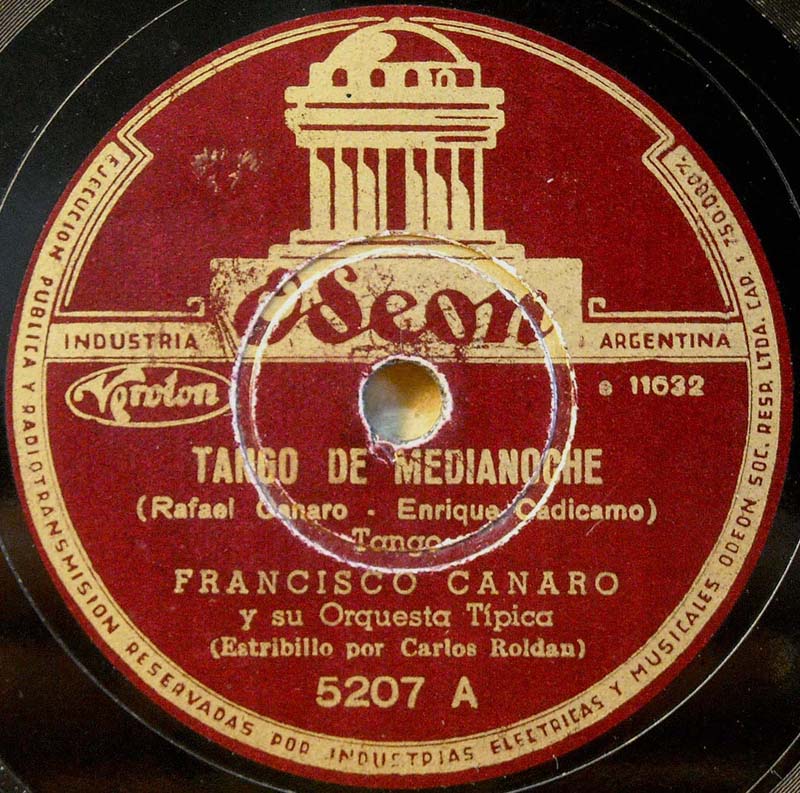 Odeon
INDUSTRIA ARGENTINA
Veroton
e 11632
TANGO DE MEDIANOCHE
(Rafael Canaro - Enrique Cadicamo)
Tango
FRANCISCO CANARO
y su Orquesta Típica
(Estribillo por Carlos Roldan)
5207 A
EJECUCION PUBLICA Y RADIOTRANSMISION RESERVADAS POR INDUSTRIAS ELECTRICAS Y MUSICALES ODEON SOC. RESP. LTDA. CAP. $ 750.000%